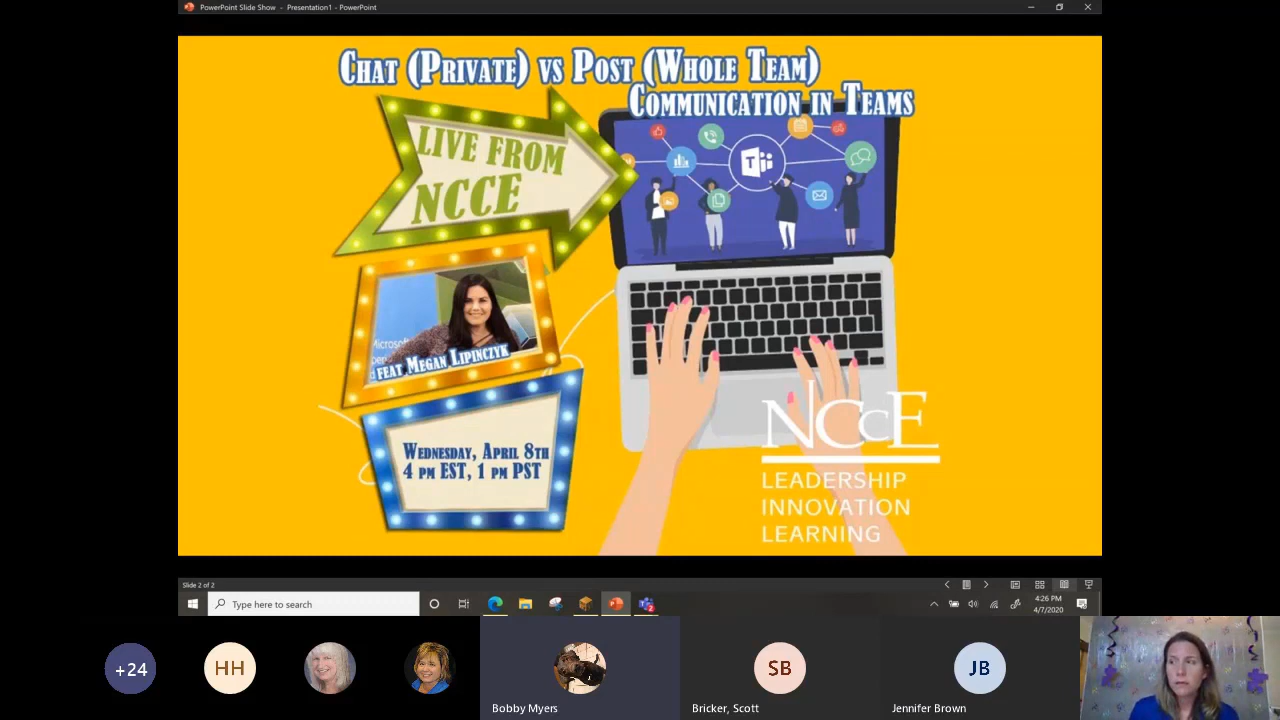 PowerPoint Slide Show - Presentation1 - PowerPoint
Chat (Private) vs Post (Whole Team)
Communication in Teams
LIVE FROM
NCCE
Microsoft
feat Megan Lipinczyk
Wednesday, April 8th
4 pm EST, 1 pm PST
NCCE
LEADERSHIP
INNOVATION
LEARNING
Slide 2 of 2
Type here to search
4:26 PM
4/7/2020
+24
HH
SB
JB
Bobby Myers
Bricker, Scott
Jennifer Brown